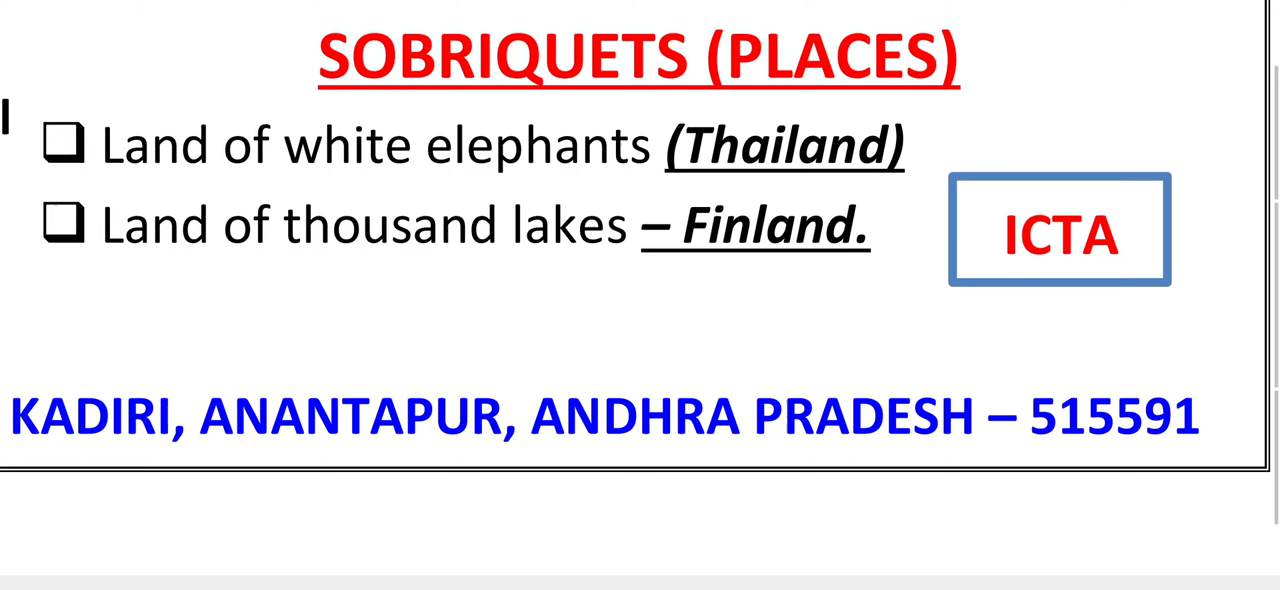 SOBRIQUETS (PLACES)
Land of white elephants (Thailand)
Land of thousand lakes – Finland.
ICTA
KADIRI, ANANTAPUR, ANDHRA PRADESH – 515591